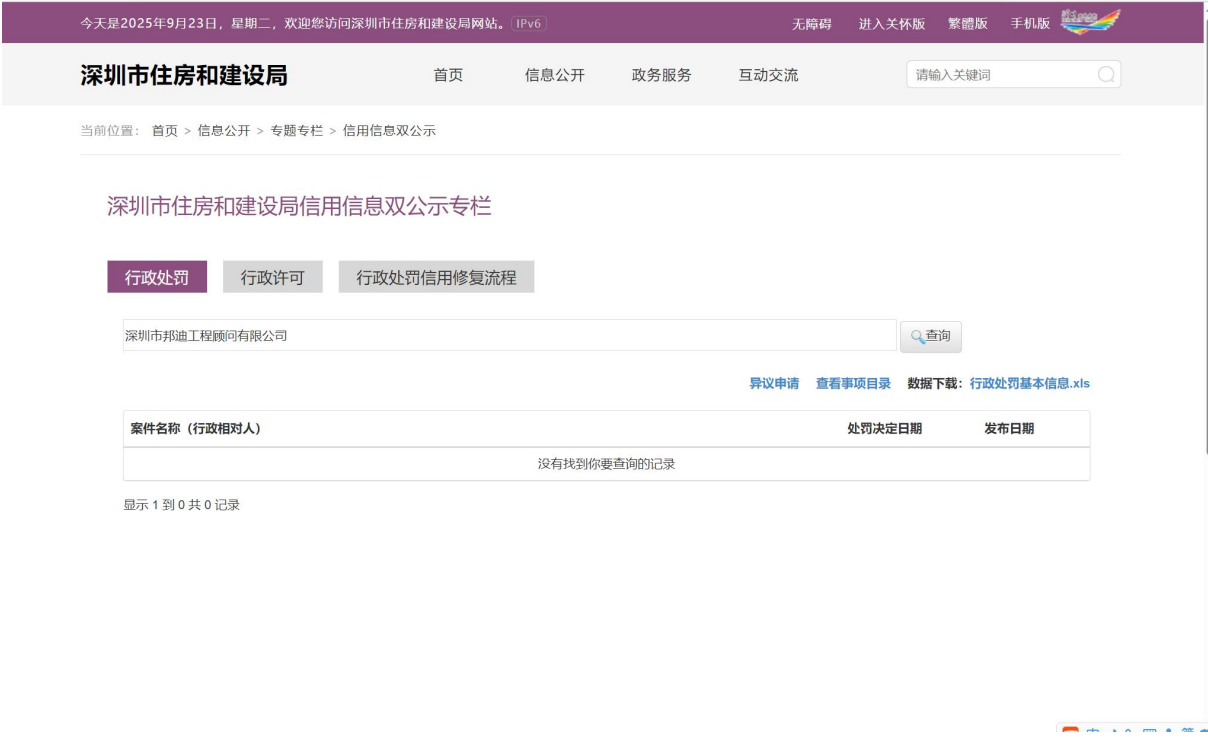 今天是2025年9月23日，星期二，欢迎您访问深圳市住房和建设局网站。 IPv6 无障碍 进入关怀版 繁體版 手机版
深圳市住房和建设局 首页 信息公开 政务服务 互动交流 请输入关键词
当前位置： 首页 > 信息公开 > 专题专栏 > 信用信息双公示
深圳市住房和建设局信用信息双公示专栏
行政处罚 行政许可 行政处罚信用修复流程
深圳市邦迪工程顾问有限公司 查询
异议申请 查看事项目录 数据下载：行政处罚基本信息.xls
案件名称（行政相对人） 处罚决定日期 发布日期
没有找到你要查询的记录
显示 1 到 0 共 0 记录